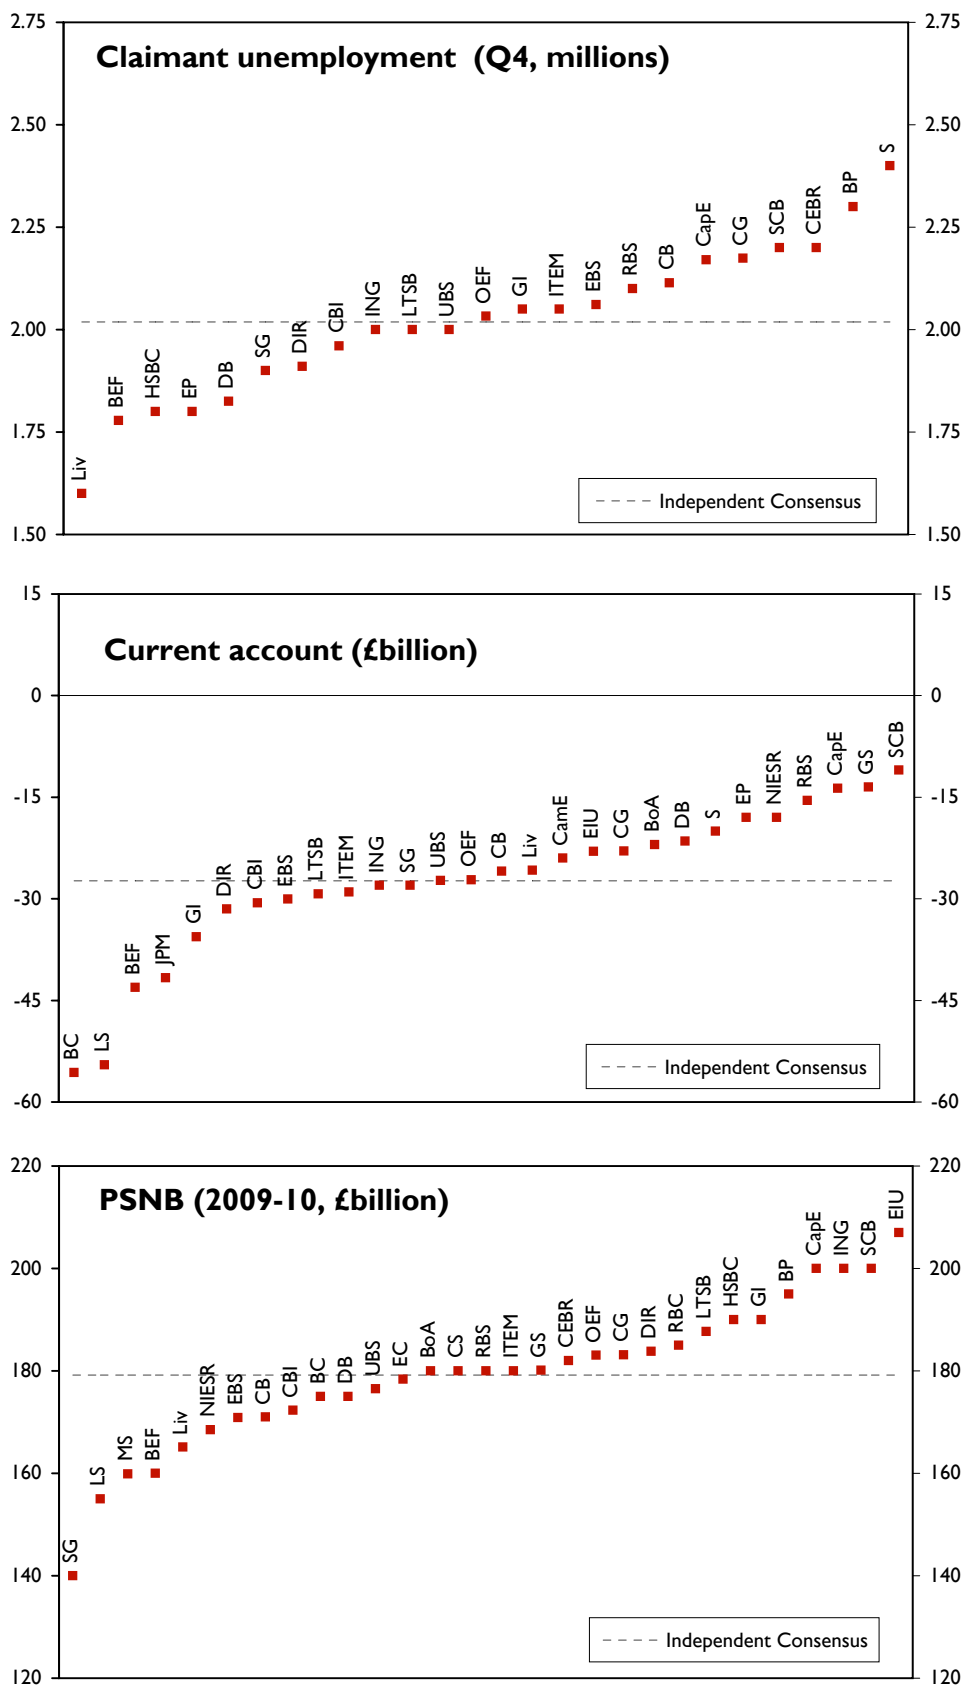 Claimant unemployment (Q4, millions)
2.75 2.75
2.50 2.50
2.25 2.25
2.00 2.00
1.75 1.75
1.50 1.50
Liv BEF HSBC EP DB SG DIR CBI ING LTSB UBS OEF GI ITEM EBS RBS CB CapE CG SCB CEBR BP S
Independent Consensus
Current account (£billion)
15 15
0 0
-15 -15
-30 -30
-45 -45
-60 -60
BC LS BEF JPM GI DIR CBI EBS LTSB ITEM ING SG UBS OEF CB Liv CamE EIU CG BoA DB S EP NIESR RBS CapE GS SCB
Independent Consensus
PSNB (2009-10, £billion)
220 220
200 200
180 180
160 160
140 140
120 120
SG LS MS BEF Liv NIESR EBS CB CBI BC DB UBS EC BoA CS RBS ITEM GS CEBR OEF CG DIR RBC LTSB HSBC GI BP CapE ING SCB EIU
Independent Consensus